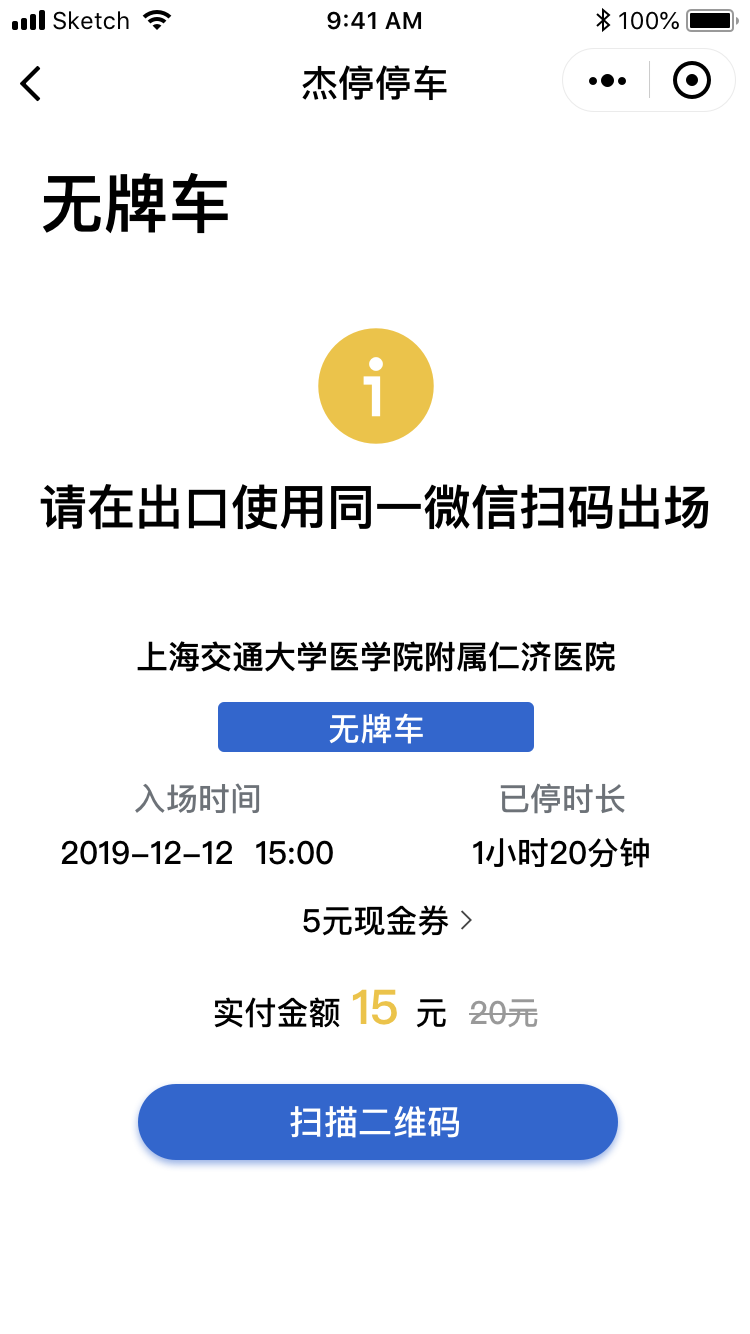 Sketch 9:41 AM 100%
杰停停车
无牌车
请在出口使用同一微信扫码出场
上海交通大学医学院附属仁济医院
无牌车
入场时间 已停时长
2019-12-12 15:00 1小时20分钟
5元现金券
实付金额 15 元 20元
扫描二维码